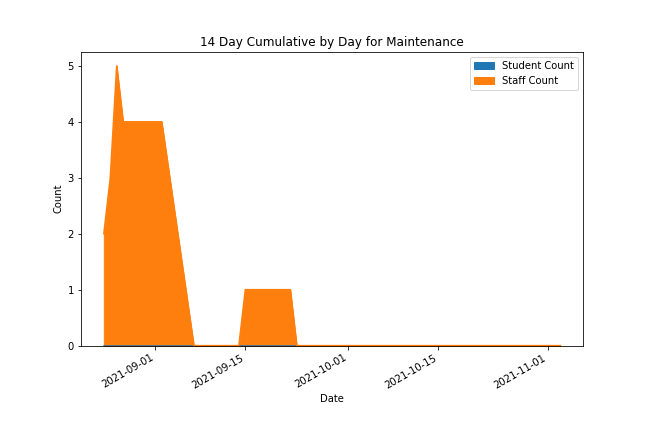 14 Day Cumulative by Day for Maintenance
Student Count
Staff Count
5
4
3
2
1
0
Count
2021-09-01
2021-09-15
2021-10-01
2021-10-15
2021-11-01
Date